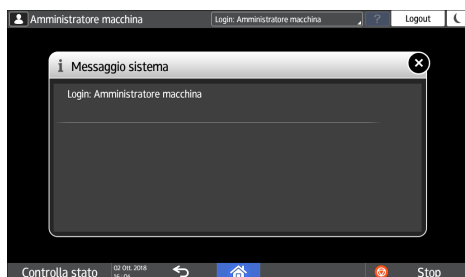 Amministratore macchina
Login: Amministratore macchina
?
Logout
i Messaggio sistema
Login: Amministratore macchina
Controlla stato
02 Ott. 2018
Stop